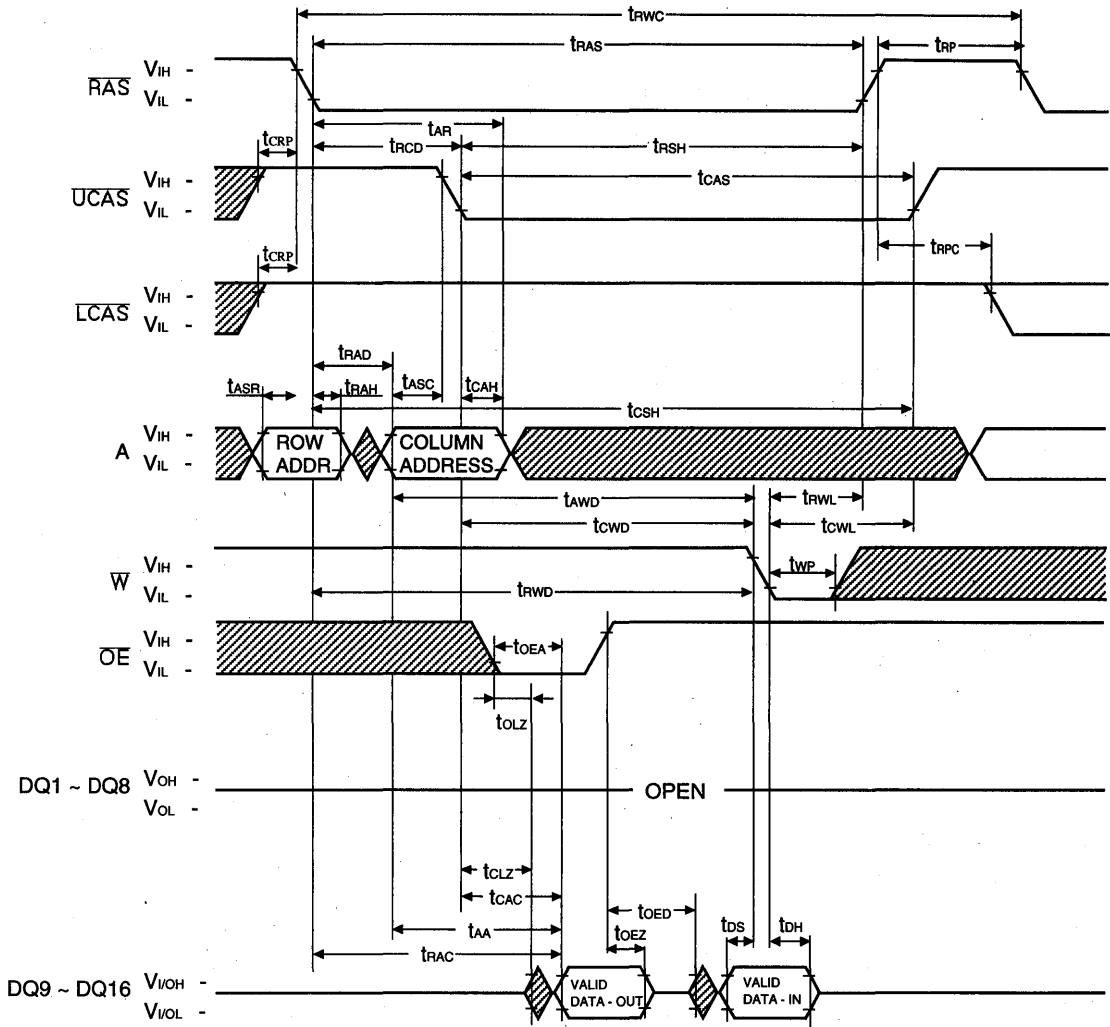 tRWC
tRAS
tRP
RAS
VIH -
VIL -
tAR
tCRP
tRCD
tRSH
UCAS
VIH -
VIL -
tCAS
tRPC
tCRP
LCAS
VIH -
VIL -
tRAD
tASR
tRAH
tASC
tCAH
tCSH
A
VIH -
VIL -
ROW
ADDR
COLUMN
ADDRESS
tAWD
tRWL
tCWD
tCWL
W
VIH -
VIL -
tWP
tRWD
OE
VIH -
VIL -
tOEA
tOLZ
DQ1 ~ DQ8
VOH -
VOL -
OPEN
tCLZ
tCAC
tOED
tAA
tOEZ
tDS
tDH
tRAC
DQ9 ~ DQ16
VI/OH -
VI/OL -
VALID
DATA - OUT
VALID
DATA - IN